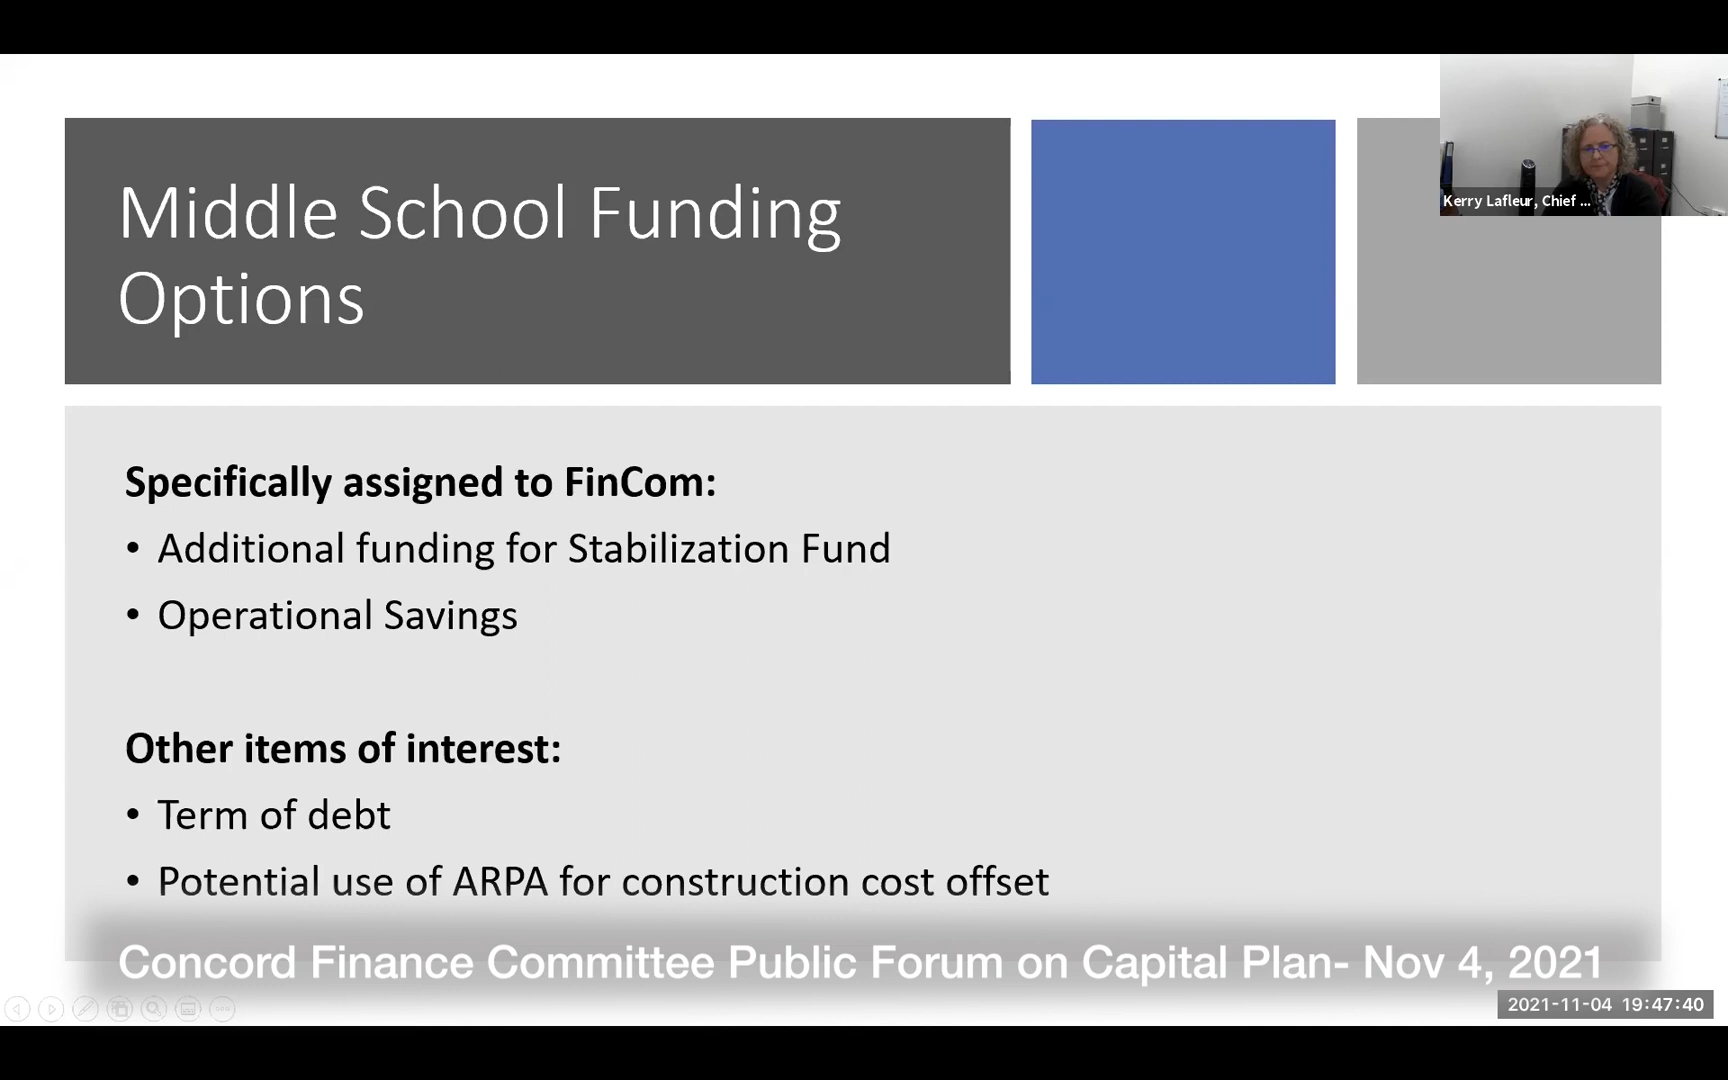 Kerry Lafleur, Chief ...
Middle School Funding
Options
Specifically assigned to FinCom:
• Additional funding for Stabilization Fund
• Operational Savings
Other items of interest:
• Term of debt
• Potential use of ARPA for construction cost offset
Concord Finance Committee Public Forum on Capital Plan- Nov 4, 2021
2021-11-04 19:47:40